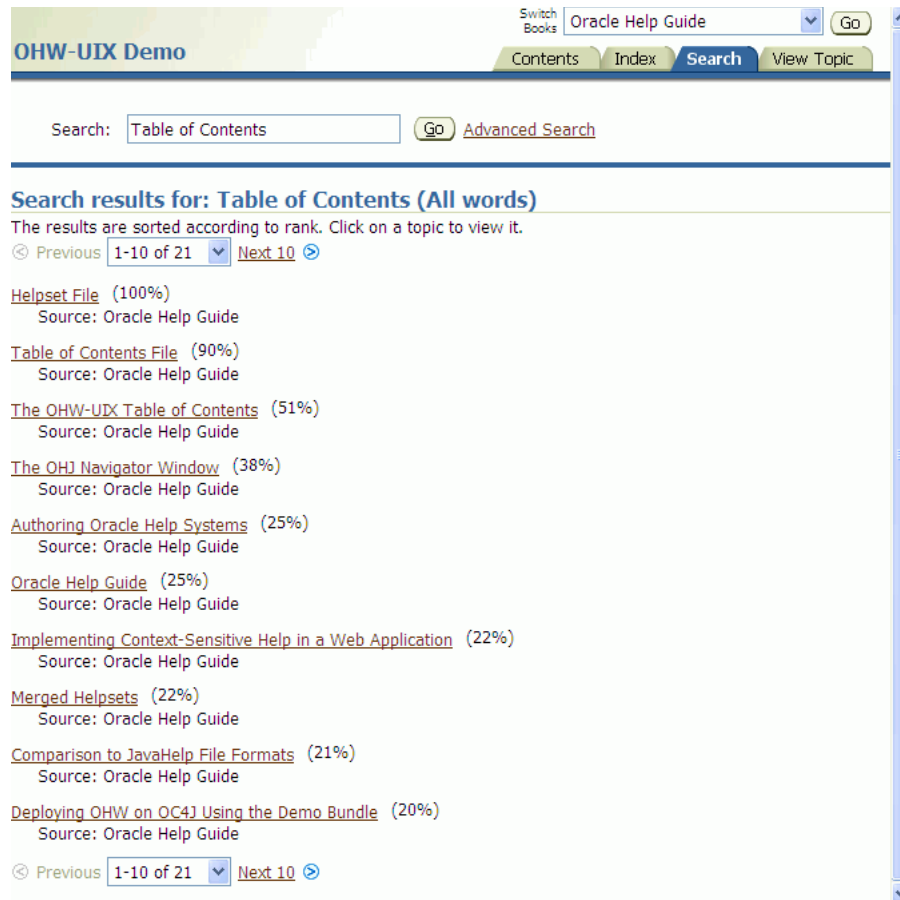 Switch Books Oracle Help Guide Go
OHW-UIX Demo
Contents Index Search View Topic
Search: Table of Contents Go Advanced Search
Search results for: Table of Contents (All words)
The results are sorted according to rank. Click on a topic to view it.
Previous 1-10 of 21 Next 10
Helpset File (100%)
Source: Oracle Help Guide
Table of Contents File (90%)
Source: Oracle Help Guide
The OHW-UIX Table of Contents (51%)
Source: Oracle Help Guide
The OHJ Navigator Window (38%)
Source: Oracle Help Guide
Authoring Oracle Help Systems (25%)
Source: Oracle Help Guide
Oracle Help Guide (25%)
Source: Oracle Help Guide
Implementing Context-Sensitive Help in a Web Application (22%)
Source: Oracle Help Guide
Merged Helpsets (22%)
Source: Oracle Help Guide
Comparison to JavaHelp File Formats (21%)
Source: Oracle Help Guide
Deploying OHW on OC4J Using the Demo Bundle (20%)
Source: Oracle Help Guide
Previous 1-10 of 21 Next 10